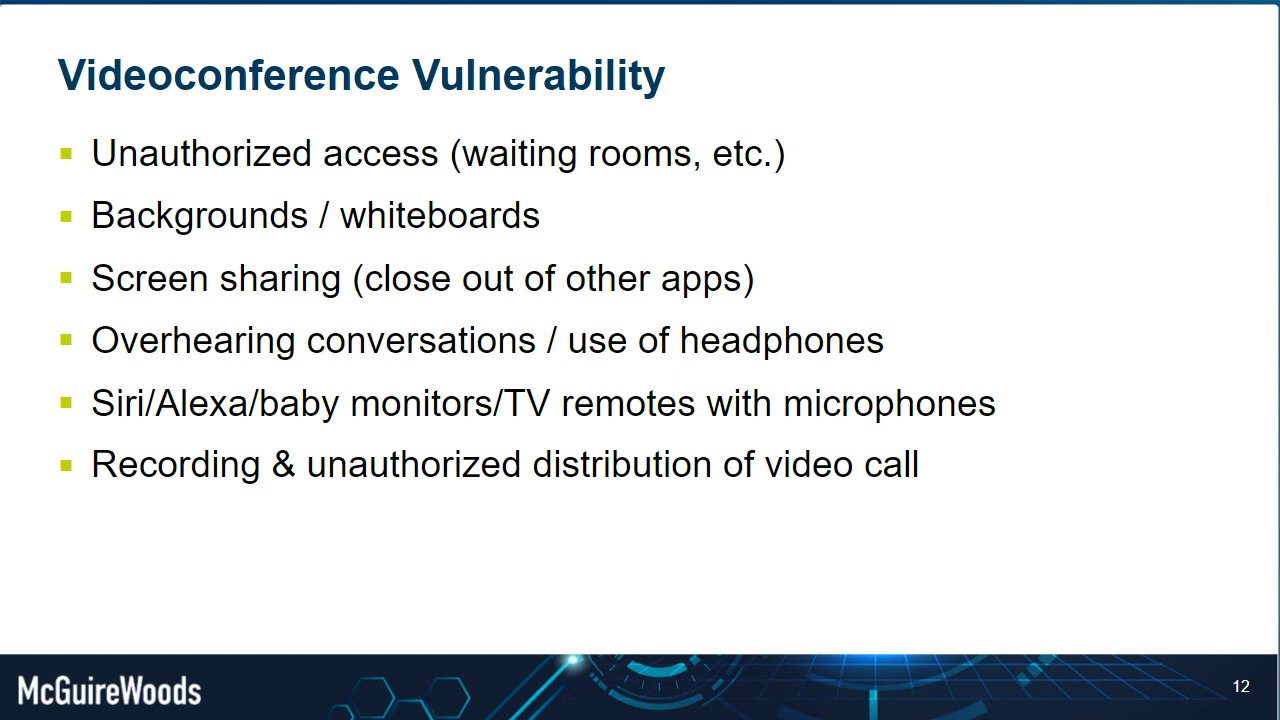 Videoconference Vulnerability
Unauthorized access (waiting rooms, etc.)
Backgrounds / whiteboards
Screen sharing (close out of other apps)
Overhearing conversations / use of headphones
Siri/Alexa/baby monitors/TV remotes with microphones
Recording & unauthorized distribution of video call
McGuireWoods
12